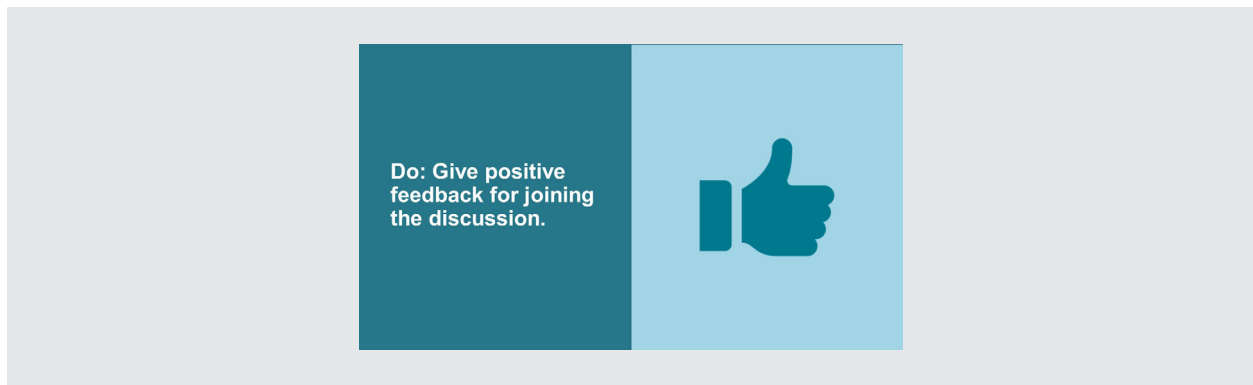 Do: Give positive
feedback for joining
the discussion.